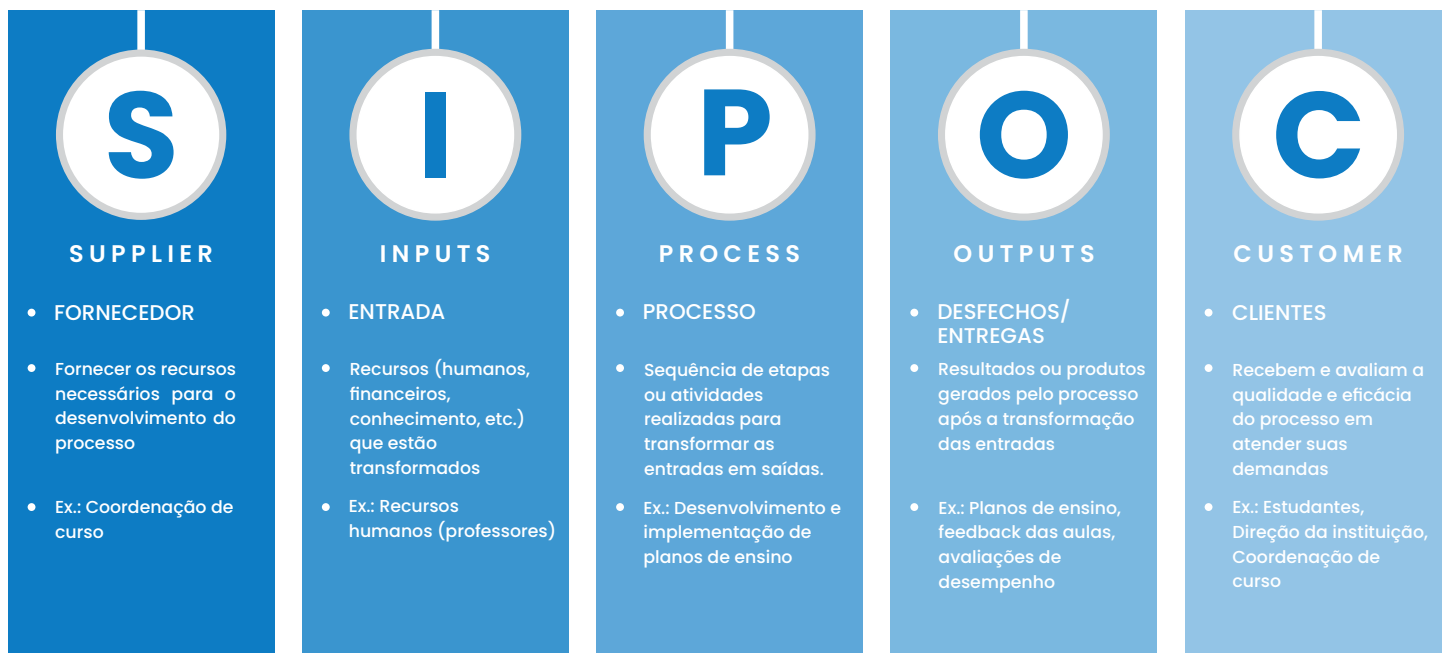 S
SUPPLIER
• FORNECEDOR
• Fornecer os recursos
necessários para o
desenvolvimento do
processo
• Ex.: Coordenação de
curso
I
INPUTS
• ENTRADA
• Recursos (humanos,
financeiros,
conhecimento, etc.)
que estão
transformados
• Ex.: Recursos
humanos (professores)
P
PROCESS
• PROCESSO
• Sequência de etapas
ou atividades
realizadas para
transformar as
entradas em saídas.
• Ex.: Desenvolvimento e
implementação de
planos de ensino
O
OUTPUTS
• DESFECHOS/
ENTREGAS
• Resultados ou produtos
gerados pelo processo
após a transformação
das entradas
• Ex.: Planos de ensino,
feedback das aulas,
avaliações de
desempenho
C
CUSTOMER
• CLIENTES
• Recebem e avaliam a
qualidade e eficácia
do processo em
atender suas
demandas
• Ex.: Estudantes,
Direção da instituição,
Coordenação de
curso